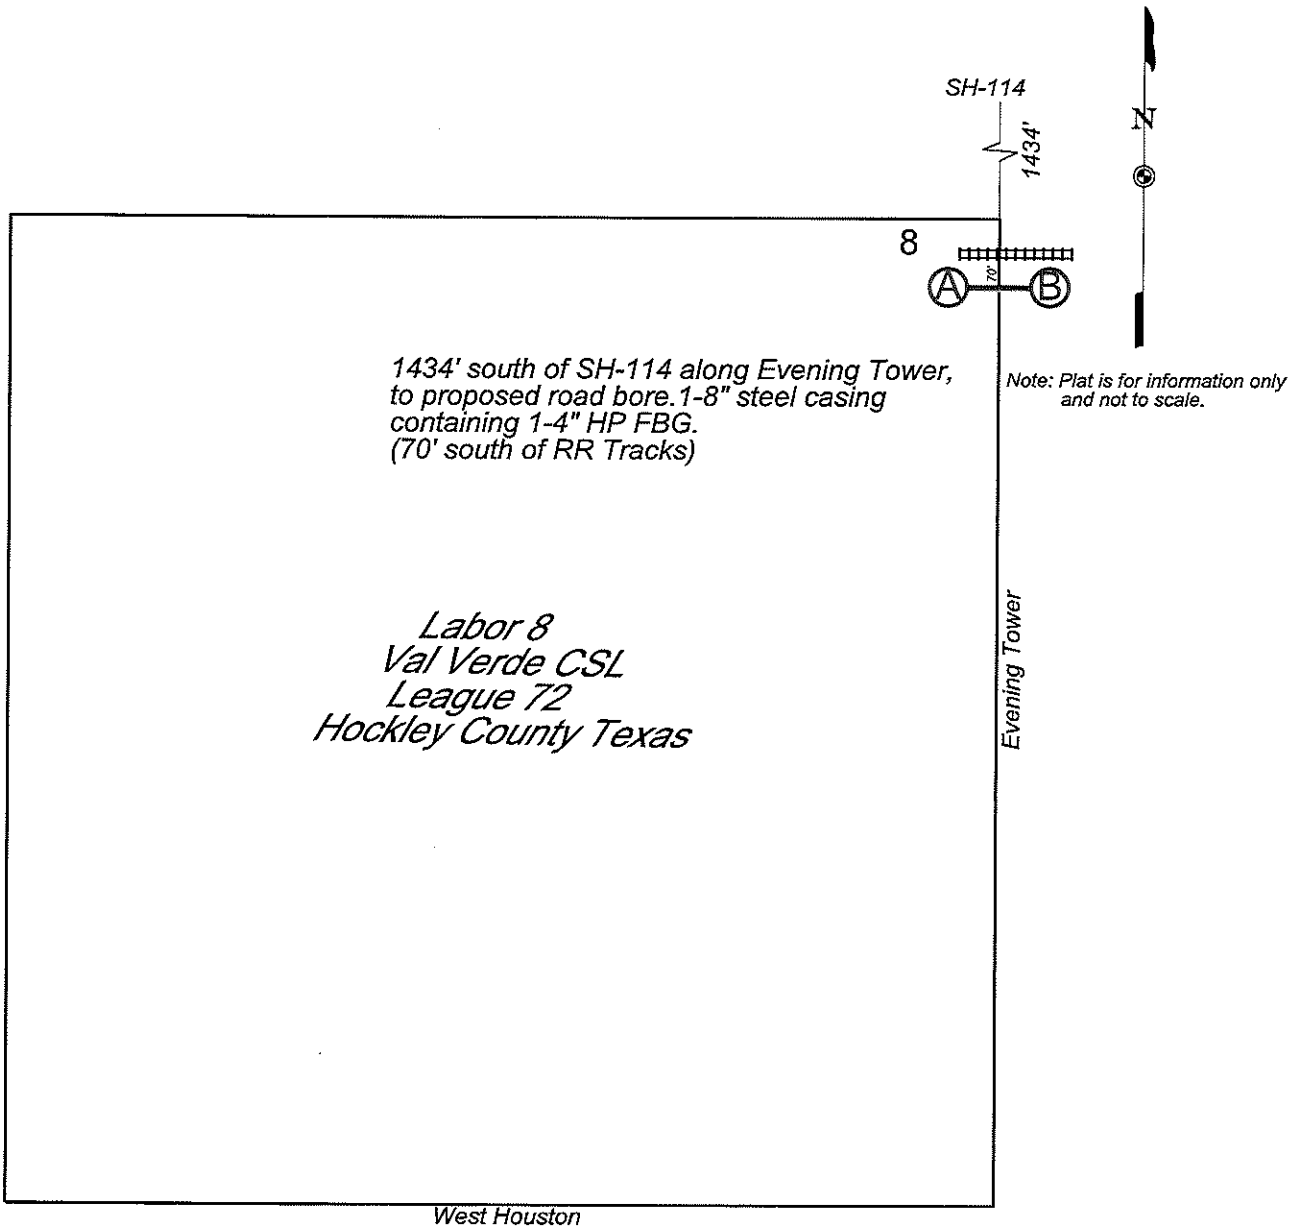 SH-114
1434'
N
8
70'
A
B
1434' south of SH-114 along Evening Tower,
to proposed road bore.1-8" steel casing
containing 1-4" HP FBG.
(70' south of RR Tracks)
Note: Plat is for information only
and not to scale.
Labor 8
Val Verde CSL
League 72
Hockley County Texas
Evening Tower
West Houston